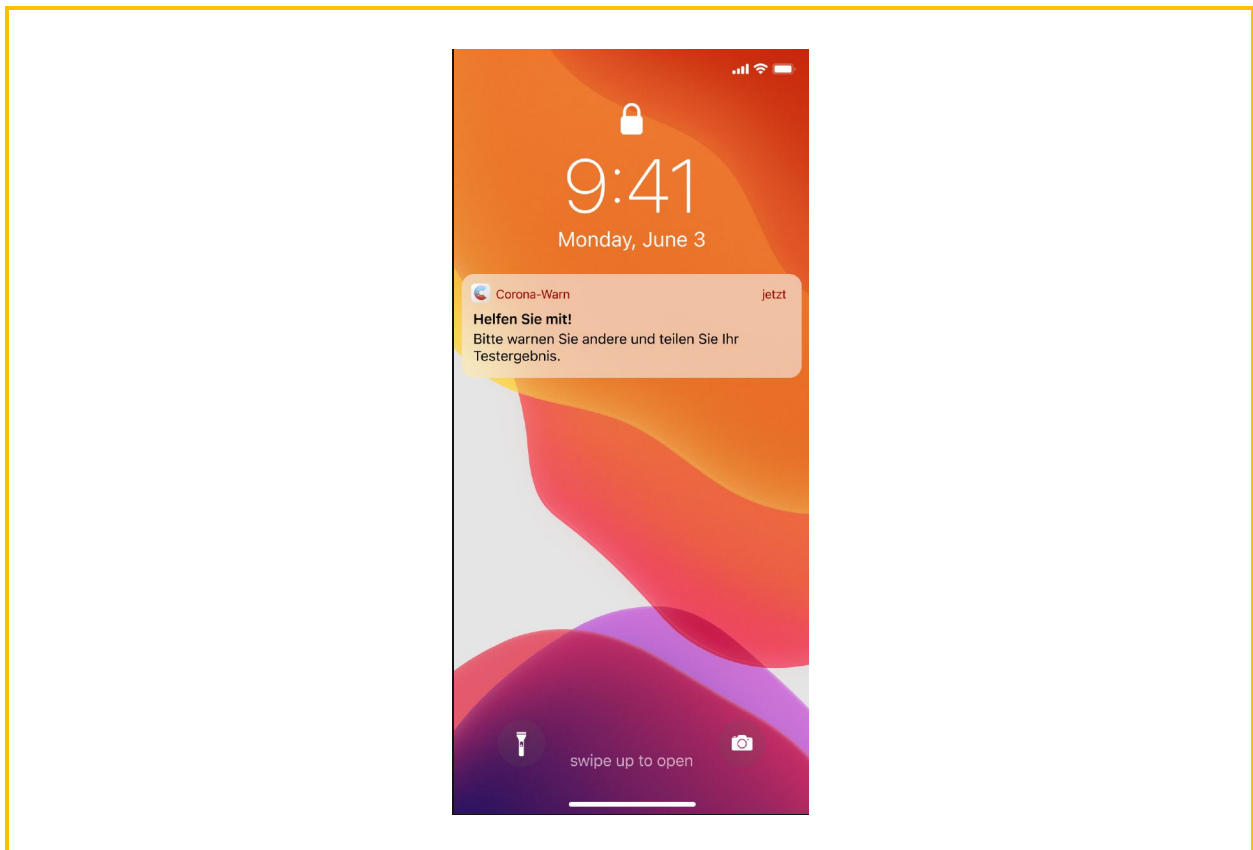 9:41
Monday, June 3
Corona-Warn jetzt
Helfen Sie mit!
Bitte warnen Sie andere und teilen Sie Ihr
Testergebnis.
swipe up to open